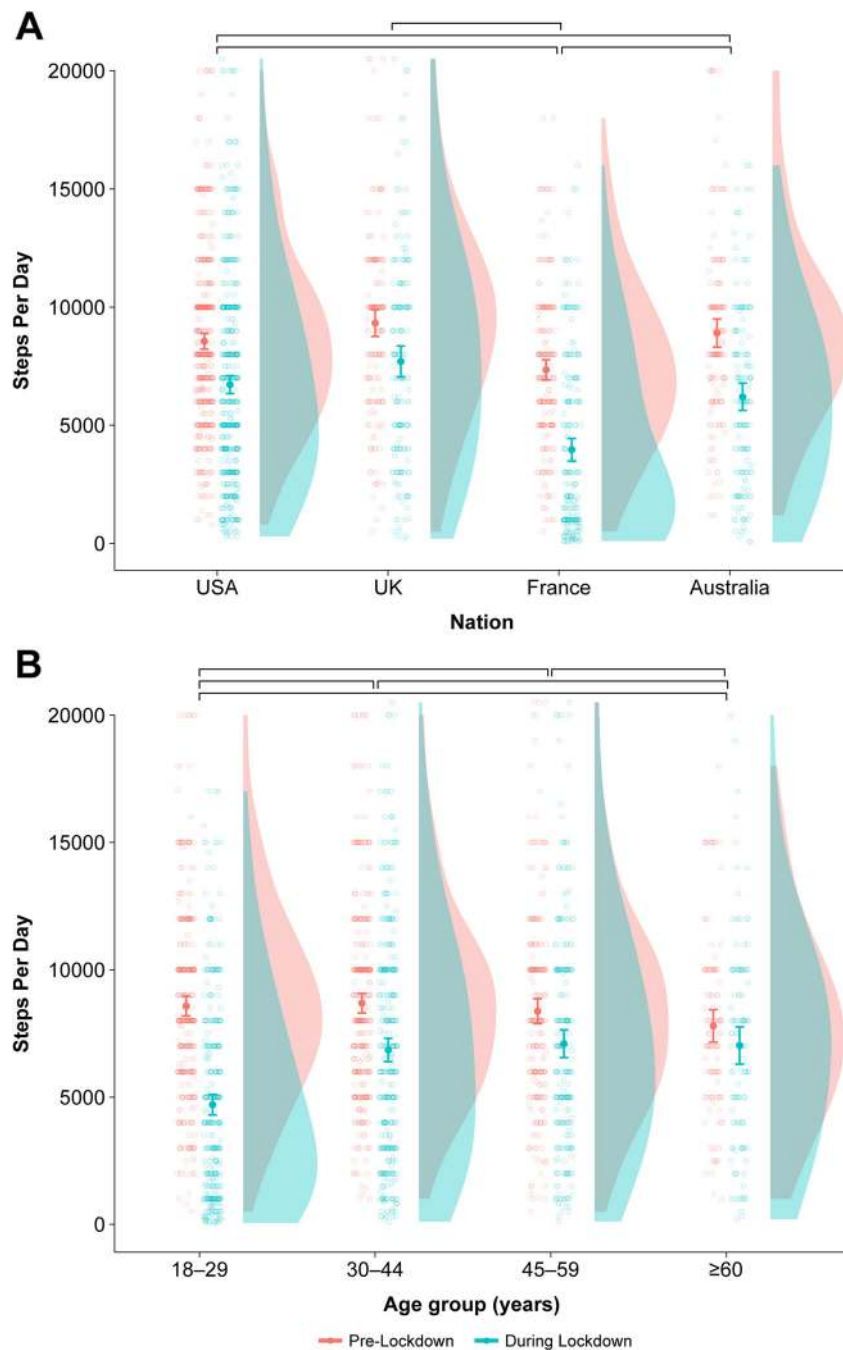 A
20000
15000
10000
5000
0
Steps Per Day
USA UK France Australia
Nation
B
20000
15000
10000
5000
0
Steps Per Day
18–29 30–44 45–59 ≥60
Age group (years)
Pre-Lockdown During Lockdown